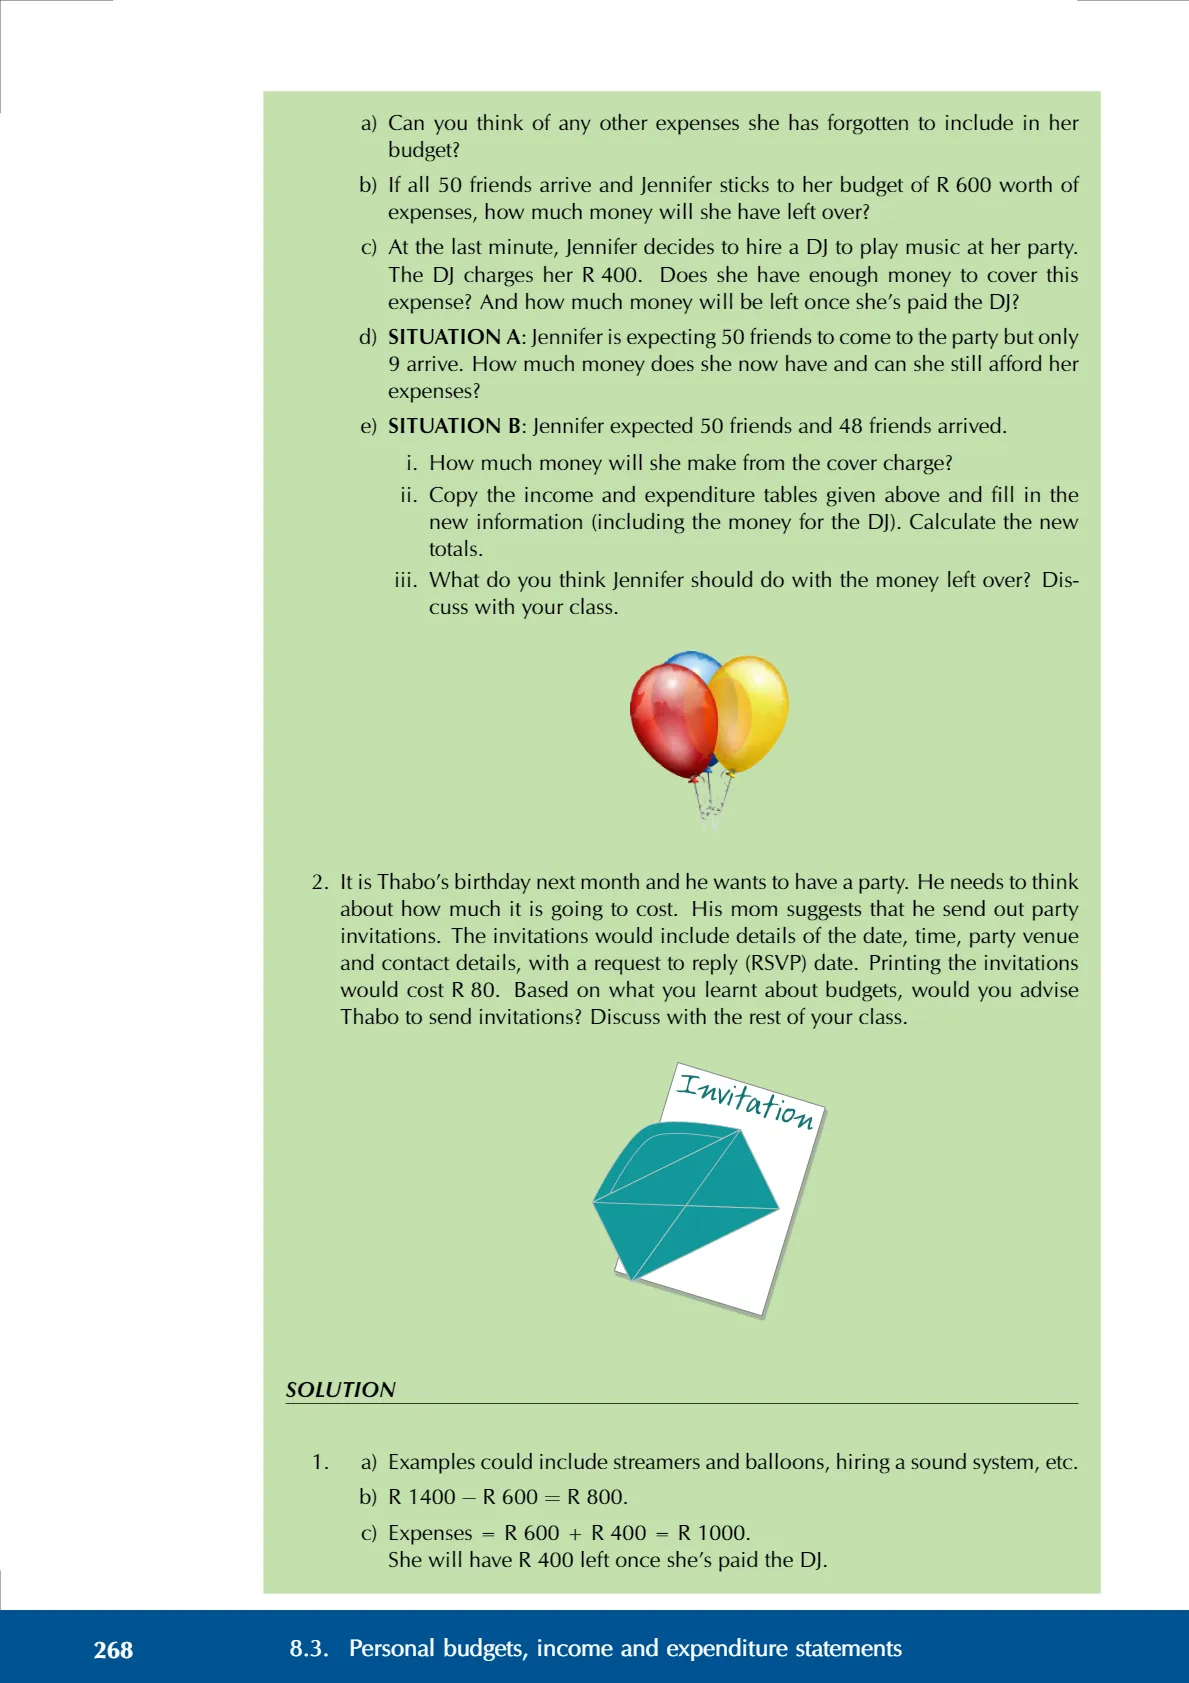 a) Can you think of any other expenses she has forgotten to include in her
budget?
b) If all 50 friends arrive and Jennifer sticks to her budget of R 600 worth of
expenses, how much money will she have left over?
c) At the last minute, Jennifer decides to hire a DJ to play music at her party.
The DJ charges her R 400. Does she have enough money to cover this
expense? And how much money will be left once she’s paid the DJ?
d) SITUATION A: Jennifer is expecting 50 friends to come to the party but only
9 arrive. How much money does she now have and can she still afford her
expenses?
e) SITUATION B: Jennifer expected 50 friends and 48 friends arrived.
i. How much money will she make from the cover charge?
ii. Copy the income and expenditure tables given above and fill in the
new information (including the money for the DJ). Calculate the new
totals.
iii. What do you think Jennifer should do with the money left over? Dis-
cuss with your class.
2. It is Thabo’s birthday next month and he wants to have a party. He needs to think
about how much it is going to cost. His mom suggests that he send out party
invitations. The invitations would include details of the date, time, party venue
and contact details, with a request to reply (RSVP) date. Printing the invitations
would cost R 80. Based on what you learnt about budgets, would you advise
Thabo to send invitations? Discuss with the rest of your class.
Invitation
SOLUTION
1. a) Examples could include streamers and balloons, hiring a sound system, etc.
b) R 1400 − R 600 = R 800.
c) Expenses = R 600 + R 400 = R 1000.
She will have R 400 left once she’s paid the DJ.
268 8.3. Personal budgets, income and expenditure statements